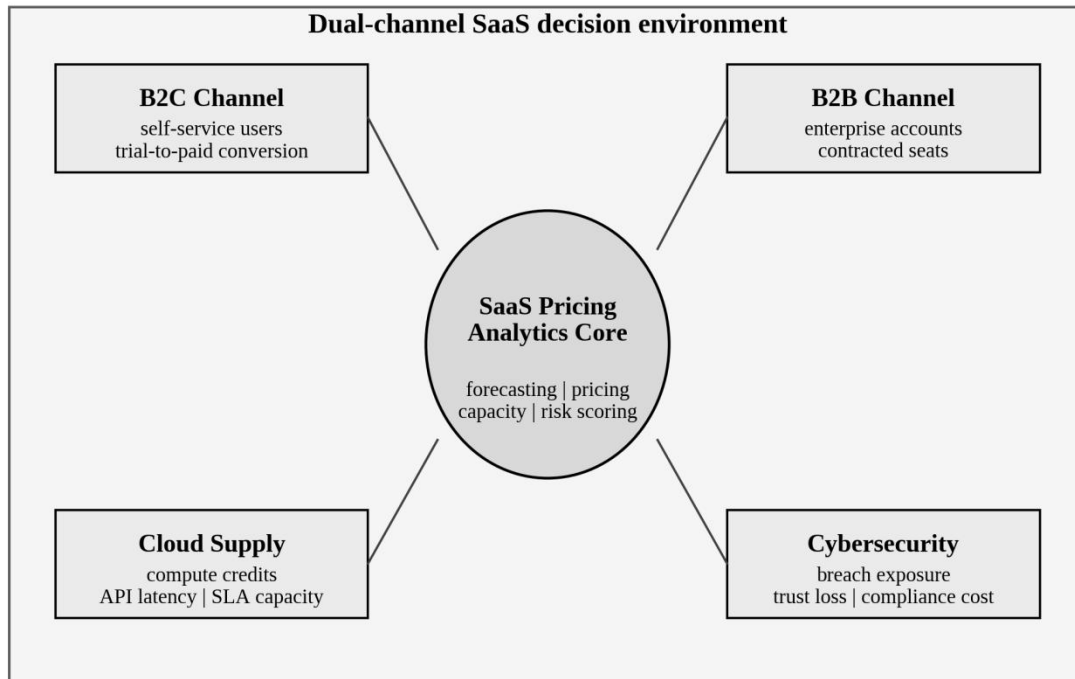 Dual-channel SaaS decision environment
B2C Channel
self-service users
trial-to-paid conversion
B2B Channel
enterprise accounts
contracted seats
SaaS Pricing
Analytics Core
forecasting | pricing
capacity | risk scoring
Cloud Supply
compute credits
API latency | SLA capacity
Cybersecurity
breach exposure
trust loss | compliance cost